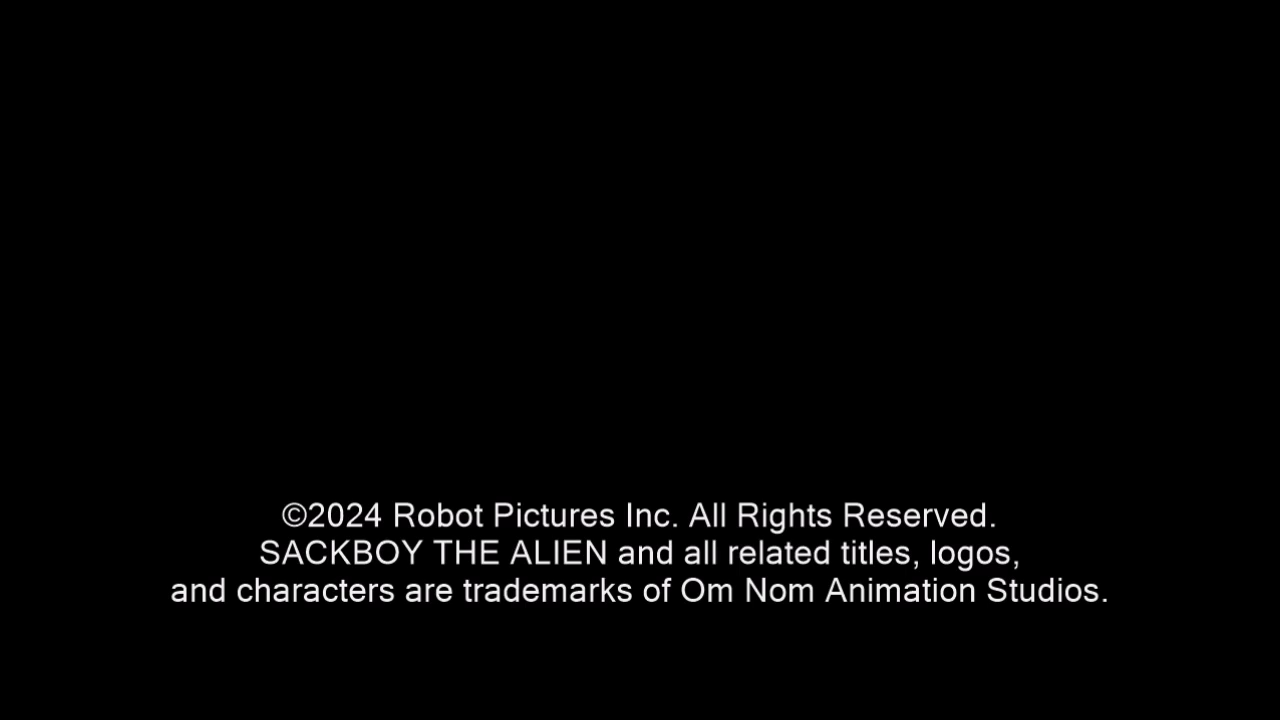 ©2024 Robot Pictures Inc. All Rights Reserved.
SACKBOY THE ALIEN and all related titles, logos,
and characters are trademarks of Om Nom Animation Studios.